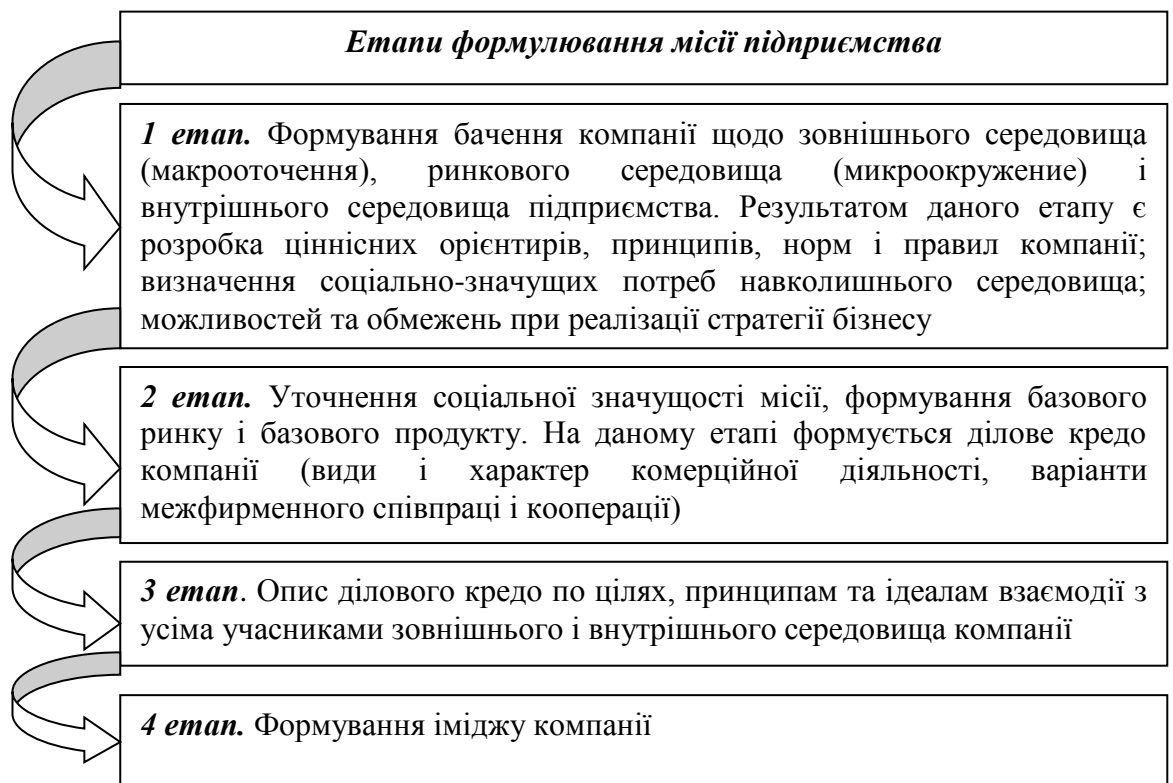 Етапи формулювання місії підприємства
1 етап. Формування бачення компанії щодо зовнішнього середовища
(макрооточення), ринкового середовища (микроокружение) і
внутрішнього середовища підприємства. Результатом даного етапу є
розробка ціннісних орієнтирів, принципів, норм і правил компанії;
визначення соціально-значущих потреб навколишнього середовища;
можливостей та обмежень при реалізації стратегії бізнесу
2 етап. Уточнення соціальної значущості місії, формування базового
ринку і базового продукту. На даному етапі формується ділове кредо
компанії (види і характер комерційної діяльності, варіанти
межфирменного співпраці і кооперації)
3 етап. Опис ділового кредо по цілях, принципам та ідеалам взаємодії з
усіма учасниками зовнішнього і внутрішнього середовища компанії
4 етап. Формування іміджу компанії